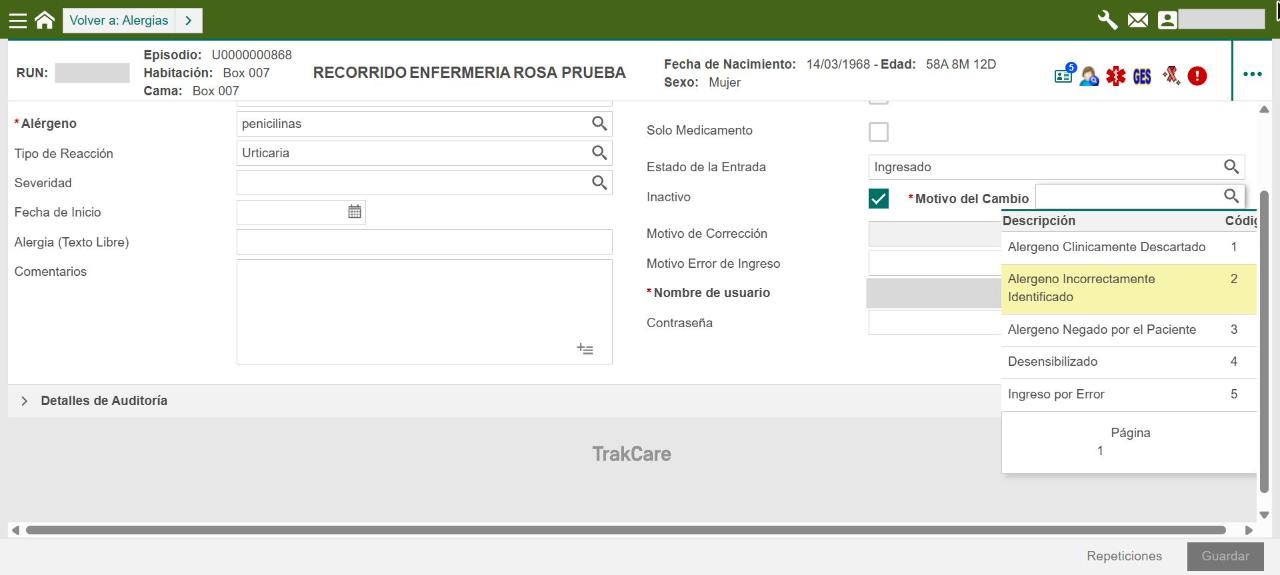 Volver a: Alergias
RUN:
Episodio: U0000000868
Habitación: Box 007
Cama: Box 007
RECORRIDO ENFERMERIA ROSA PRUEBA
Fecha de Nacimiento: 14/03/1968 - Edad: 58A 8M 12D
Sexo: Mujer
5
GES
* Alérgeno
penicilinas
Tipo de Reacción
Urticaria
Severidad
Fecha de Inicio
Alergia (Texto Libre)
Comentarios
Solo Medicamento
Estado de la Entrada
Ingresado
Inactivo
* Motivo del Cambio
Motivo de Corrección
Motivo Error de Ingreso
* Nombre de usuario
Contraseña
Descripción Códig
Alergeno Clinicamente Descartado 1
Alergeno Incorrectamente 2
Identificado
Alergeno Negado por el Paciente 3
Desensibilizado 4
Ingreso por Error 5
Página
1
Detalles de Auditoría
TrakCare
Repeticiones
Guardar